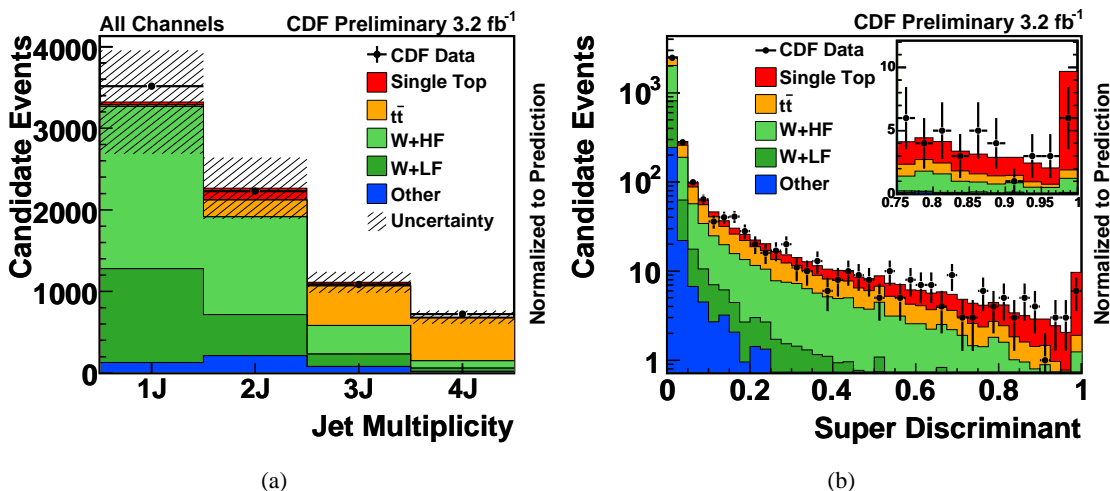 All Channels
CDF Preliminary 3.2 fb⁻¹
Candidate Events
4000
3000
2000
1000
0
CDF Data
Single Top
tt̄
W+HF
W+LF
Other
Uncertainty
1J 2J 3J 4J
Jet Multiplicity
Normalized to Prediction
(a)
CDF Preliminary 3.2 fb⁻¹
Candidate Events
10³
10²
10
1
CDF Data
Single Top
tt̄
W+HF
W+LF
Other
10
5
0
0.75 0.8 0.85 0.9 0.95 1
0 0.2 0.4 0.6 0.8 1
Super Discriminant
Normalized to Prediction
(b)